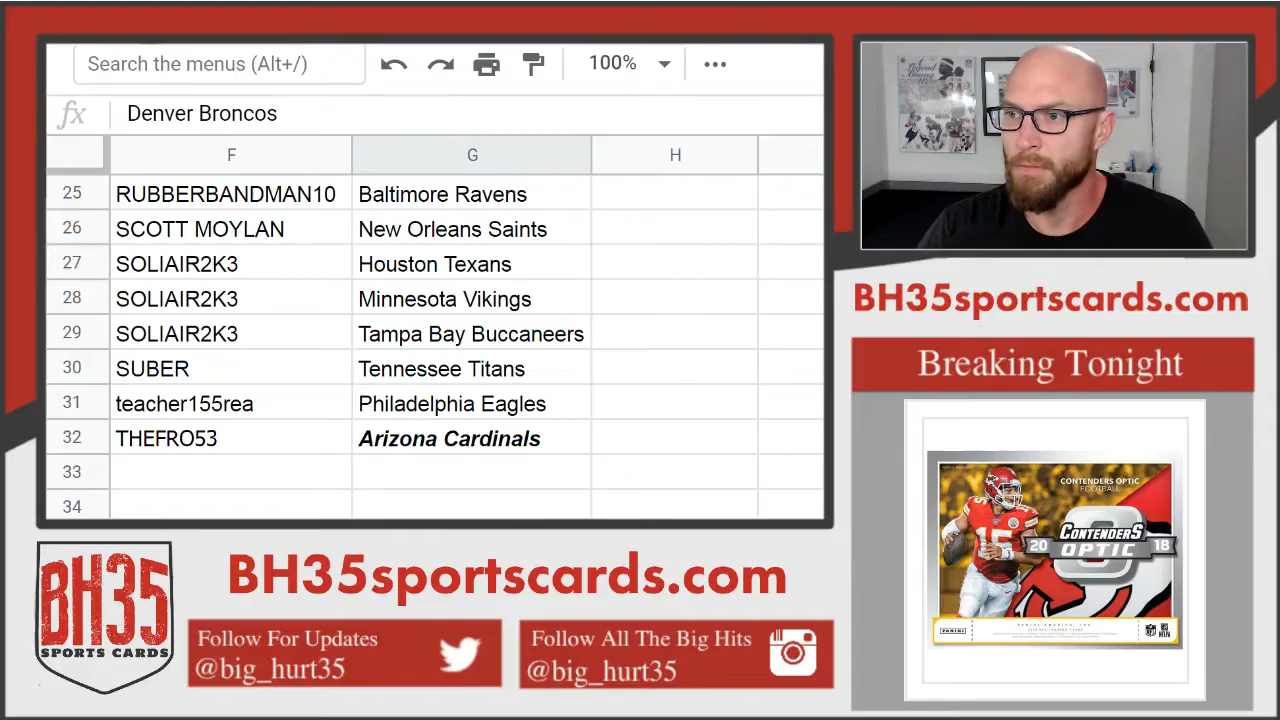 Search the menus (Alt+/)
100%
fx
Denver Broncos
F G H
25 RUBBERBANDMAN10 Baltimore Ravens
26 SCOTT MOYLAN New Orleans Saints
27 SOLIAIR2K3 Houston Texans
28 SOLIAIR2K3 Minnesota Vikings
29 SOLIAIR2K3 Tampa Bay Buccaneers
30 SUBER Tennessee Titans
31 teacher155rea Philadelphia Eagles
32 THEFRO53 Arizona Cardinals
33
34
BH35sportscards.com
Breaking Tonight
CONTENDERS OPTIC
FOOTBALL
CONTENDERS
20 OPTIC 18
PANINI
BH35
SPORTS CARDS
BH35sportscards.com
Follow For Updates
@big_hurt35
Follow All The Big Hits
@big_hurt35